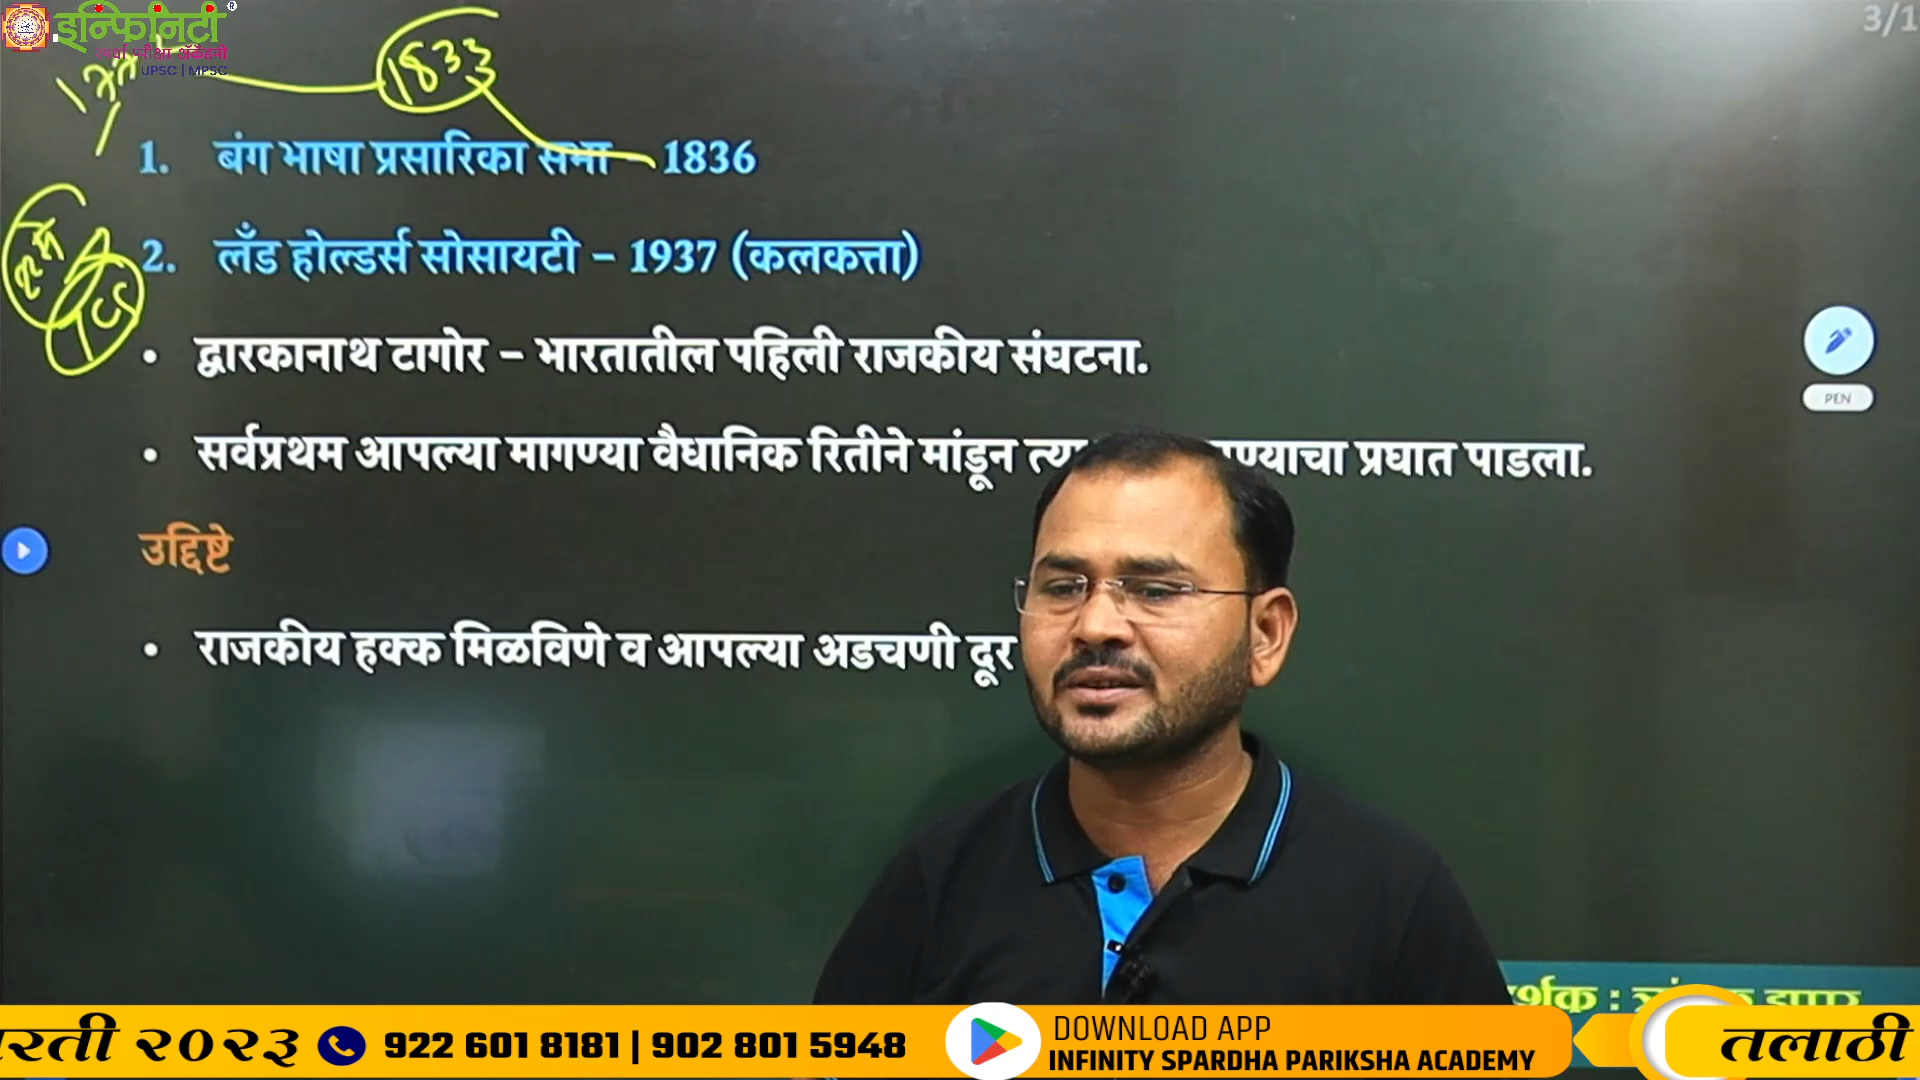 इन्फिनिटी ®
स्पर्धा परीक्षा अ‍ॅकॅडमी
UPSC | MPSC
3/1
1833
1. बंग भाषा प्रसारिका सभा – 1836
2. लँड होल्डर्स सोसायटी – 1937 (कलकत्ता)
• द्वारकानाथ टागोर – भारतातील पहिली राजकीय संघटना.
• सर्वप्रथम आपल्या मागण्या वैधानिक रितीने मांडून प्रघात पाडला.
PEN
उद्दिष्टे
• राजकीय हक्क मिळविणे व आपल्या अडचणी दूर
२०२३ 922 601 8181 | 902 801 5948
DOWNLOAD APP
INFINITY SPARDHA PARIKSHA ACADEMY
तलाठी